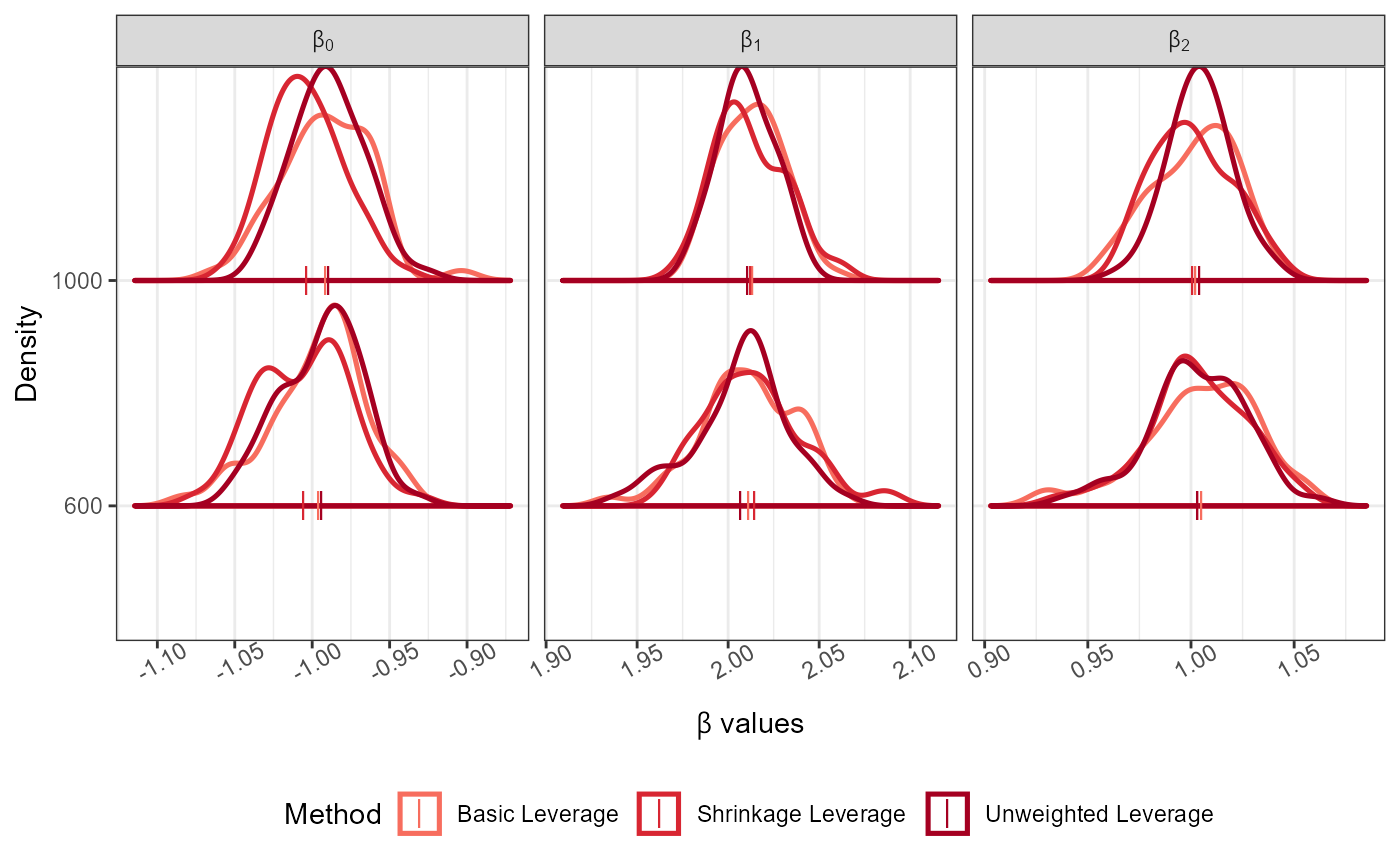 β₀ β₁ β₂
Density
1000
600
-1.10 -1.05 -1.00 -0.95 -0.90 1.90 1.95 2.00 2.05 2.10 0.90 0.95 1.00 1.05
β values
Method Basic Leverage Shrinkage Leverage Unweighted Leverage